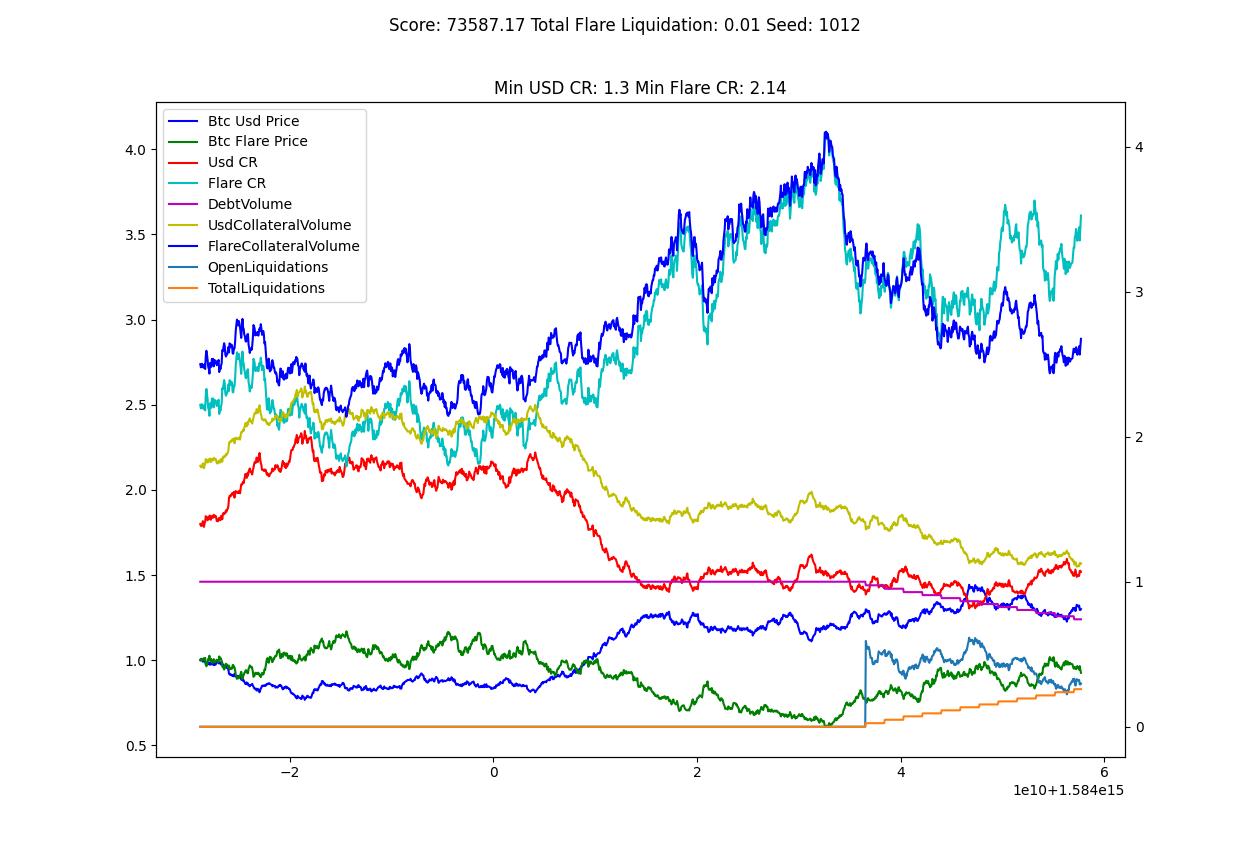 Score: 73587.17 Total Flare Liquidation: 0.01 Seed: 1012
Min USD CR: 1.3 Min Flare CR: 2.14
Btc Usd Price
Btc Flare Price
Usd CR
Flare CR
DebtVolume
UsdCollateralVolume
FlareCollateralVolume
OpenLiquidations
TotalLiquidations
4.0
3.5
3.0
2.5
2.0
1.5
1.0
0.5
4
3
2
1
0
−2 0 2 4 6
1e10+1.584e15